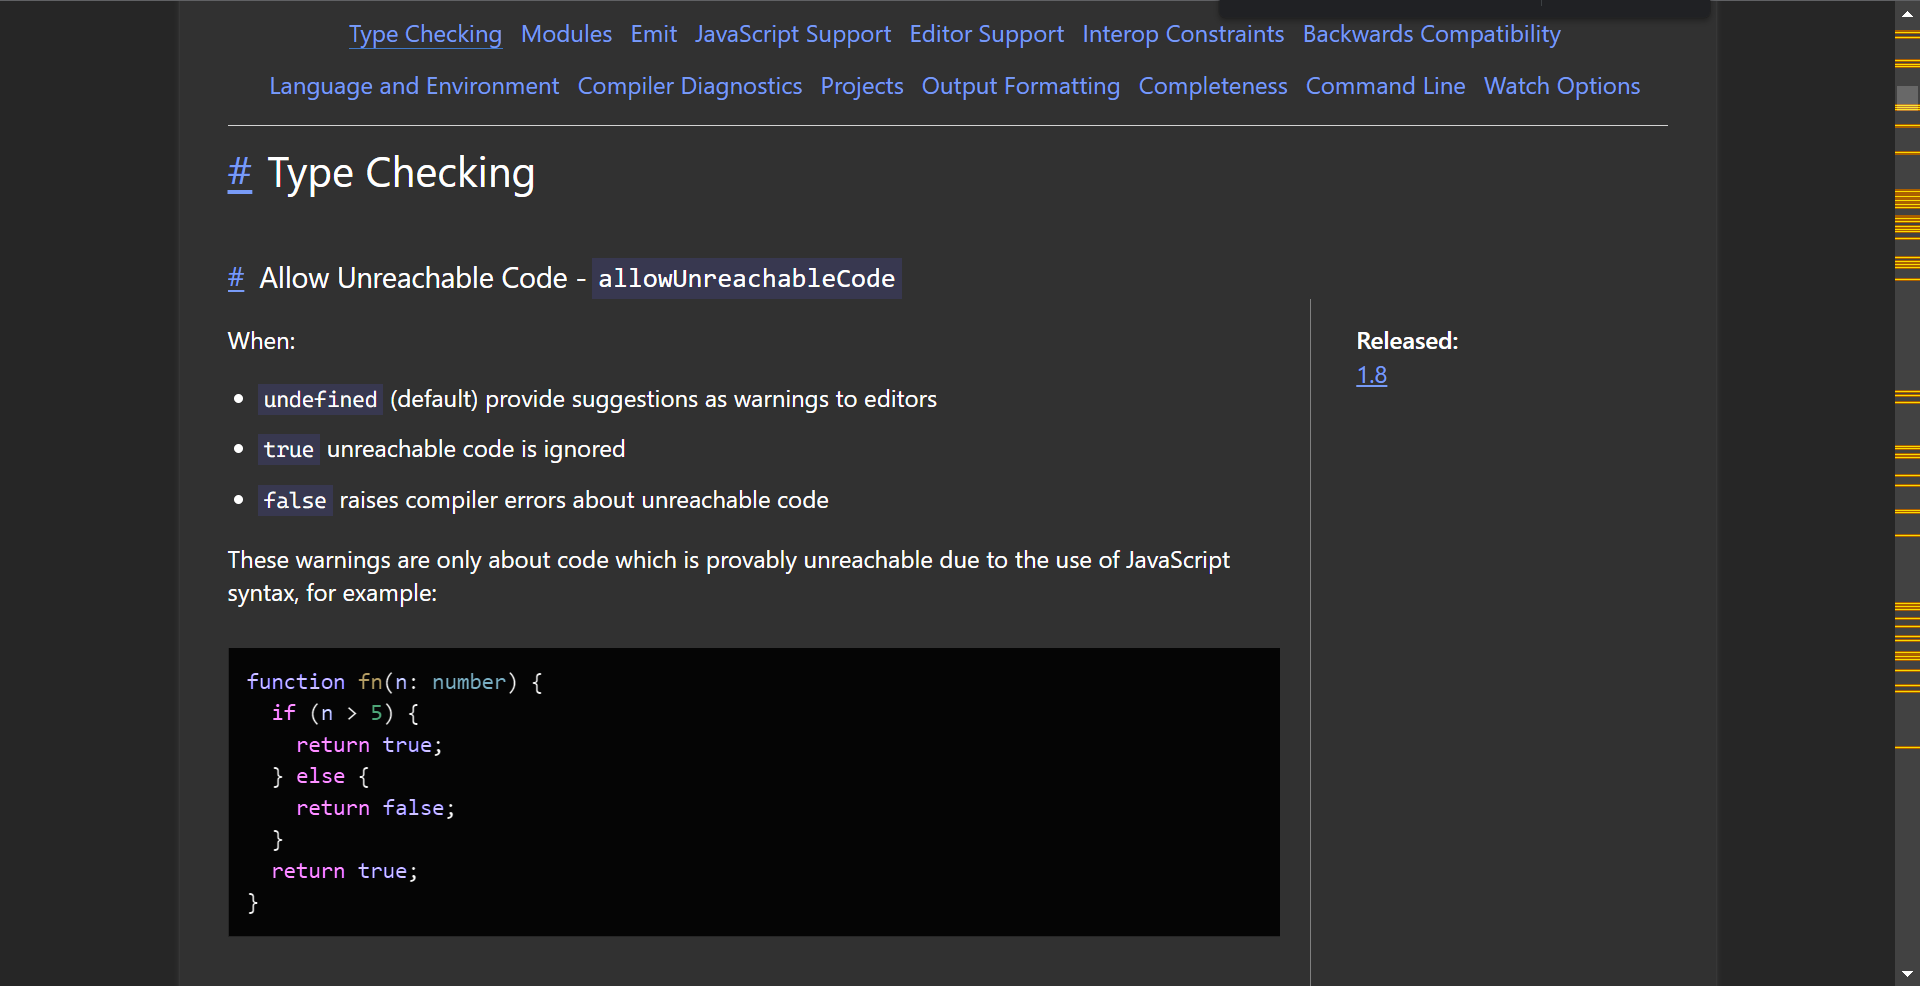 Type Checking Modules Emit JavaScript Support Editor Support Interop Constraints Backwards Compatibility
Language and Environment Compiler Diagnostics Projects Output Formatting Completeness Command Line Watch Options
# Type Checking
# Allow Unreachable Code - allowUnreachableCode
When:
• undefined (default) provide suggestions as warnings to editors
• true unreachable code is ignored
• false raises compiler errors about unreachable code
These warnings are only about code which is provably unreachable due to the use of JavaScript
syntax, for example:
function fn(n: number) {
  if (n > 5) {
    return true;
  } else {
    return false;
  }
  return true;
}
Released:
1.8